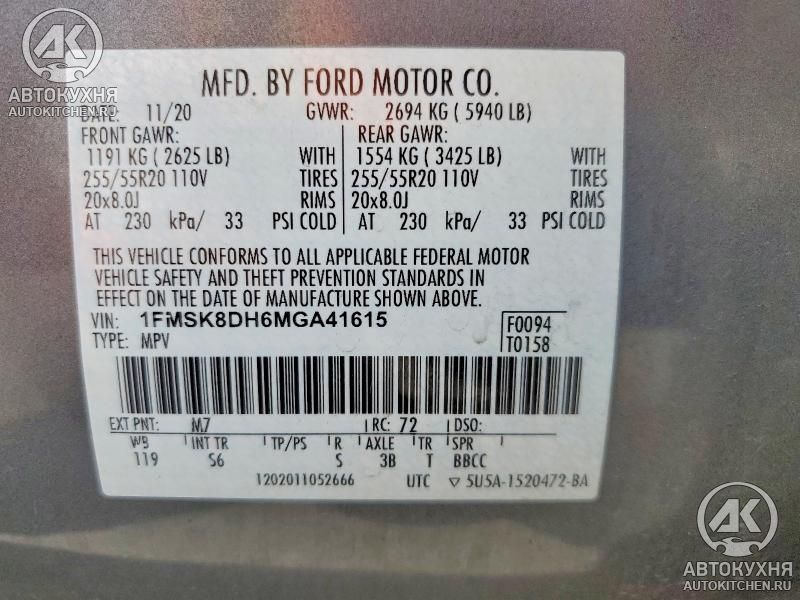 АВТОКУХНЯ
AUTOKITCHEN.RU
MFD. BY FORD MOTOR CO.
DATE: 11/20 GVWR: 2694 KG ( 5940 LB)
FRONT GAWR: REAR GAWR:
1191 KG ( 2625 LB) WITH 1554 KG ( 3425 LB) WITH
255/55R20 110V TIRES 255/55R20 110V TIRES
20x8.0J RIMS 20x8.0J RIMS
AT 230 kPa/ 33 PSI COLD AT 230 kPa/ 33 PSI COLD
THIS VEHICLE CONFORMS TO ALL APPLICABLE FEDERAL MOTOR
VEHICLE SAFETY AND THEFT PREVENTION STANDARDS IN
EFFECT ON THE DATE OF MANUFACTURE SHOWN ABOVE.
VIN: 1FMSK8DH6MGA41615 F0094
TYPE: MPV T0158
EXT PNT: M7 RC: 72 DSO:
WB INT TR TP/PS R AXLE TR SPR
119 S6 S 3B T BBCC
1202011052666 UTC ▽ 5U5A-1520472-BA
АВТОКУХНЯ
AUTOKITCHEN.RU